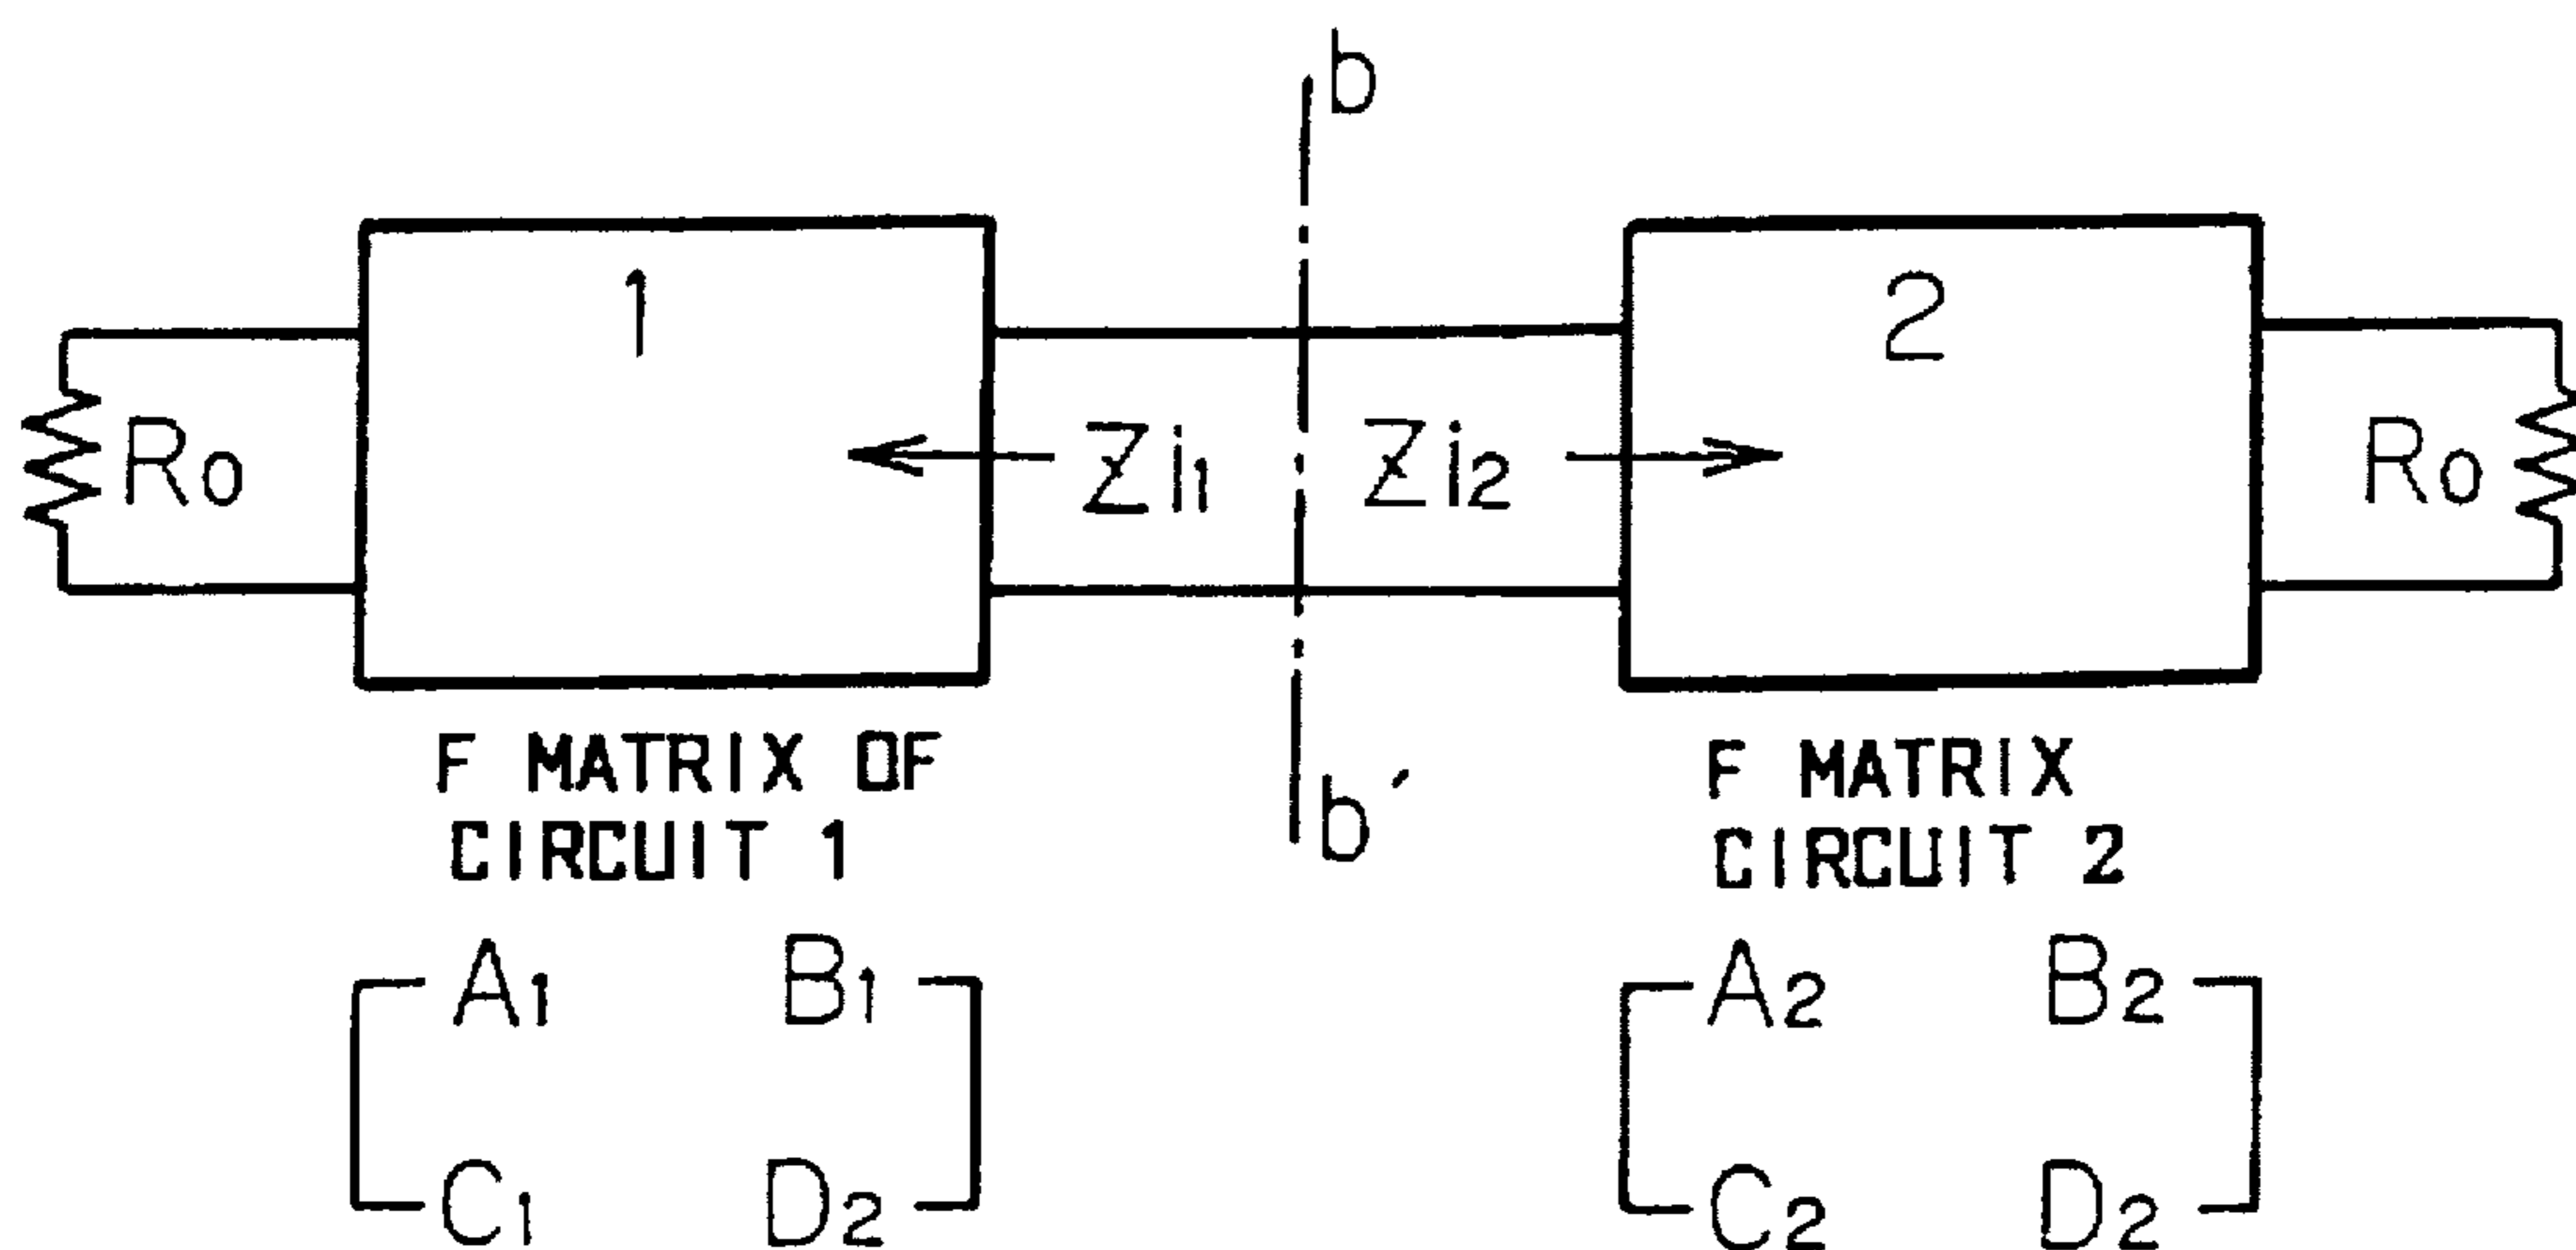 b
1
2
Ro
Zi1
Zi2
Ro
b′
F MATRIX OF
CIRCUIT 1
F MATRIX
CIRCUIT 2
A1 B1
C1 D2
A2 B2
C2 D2